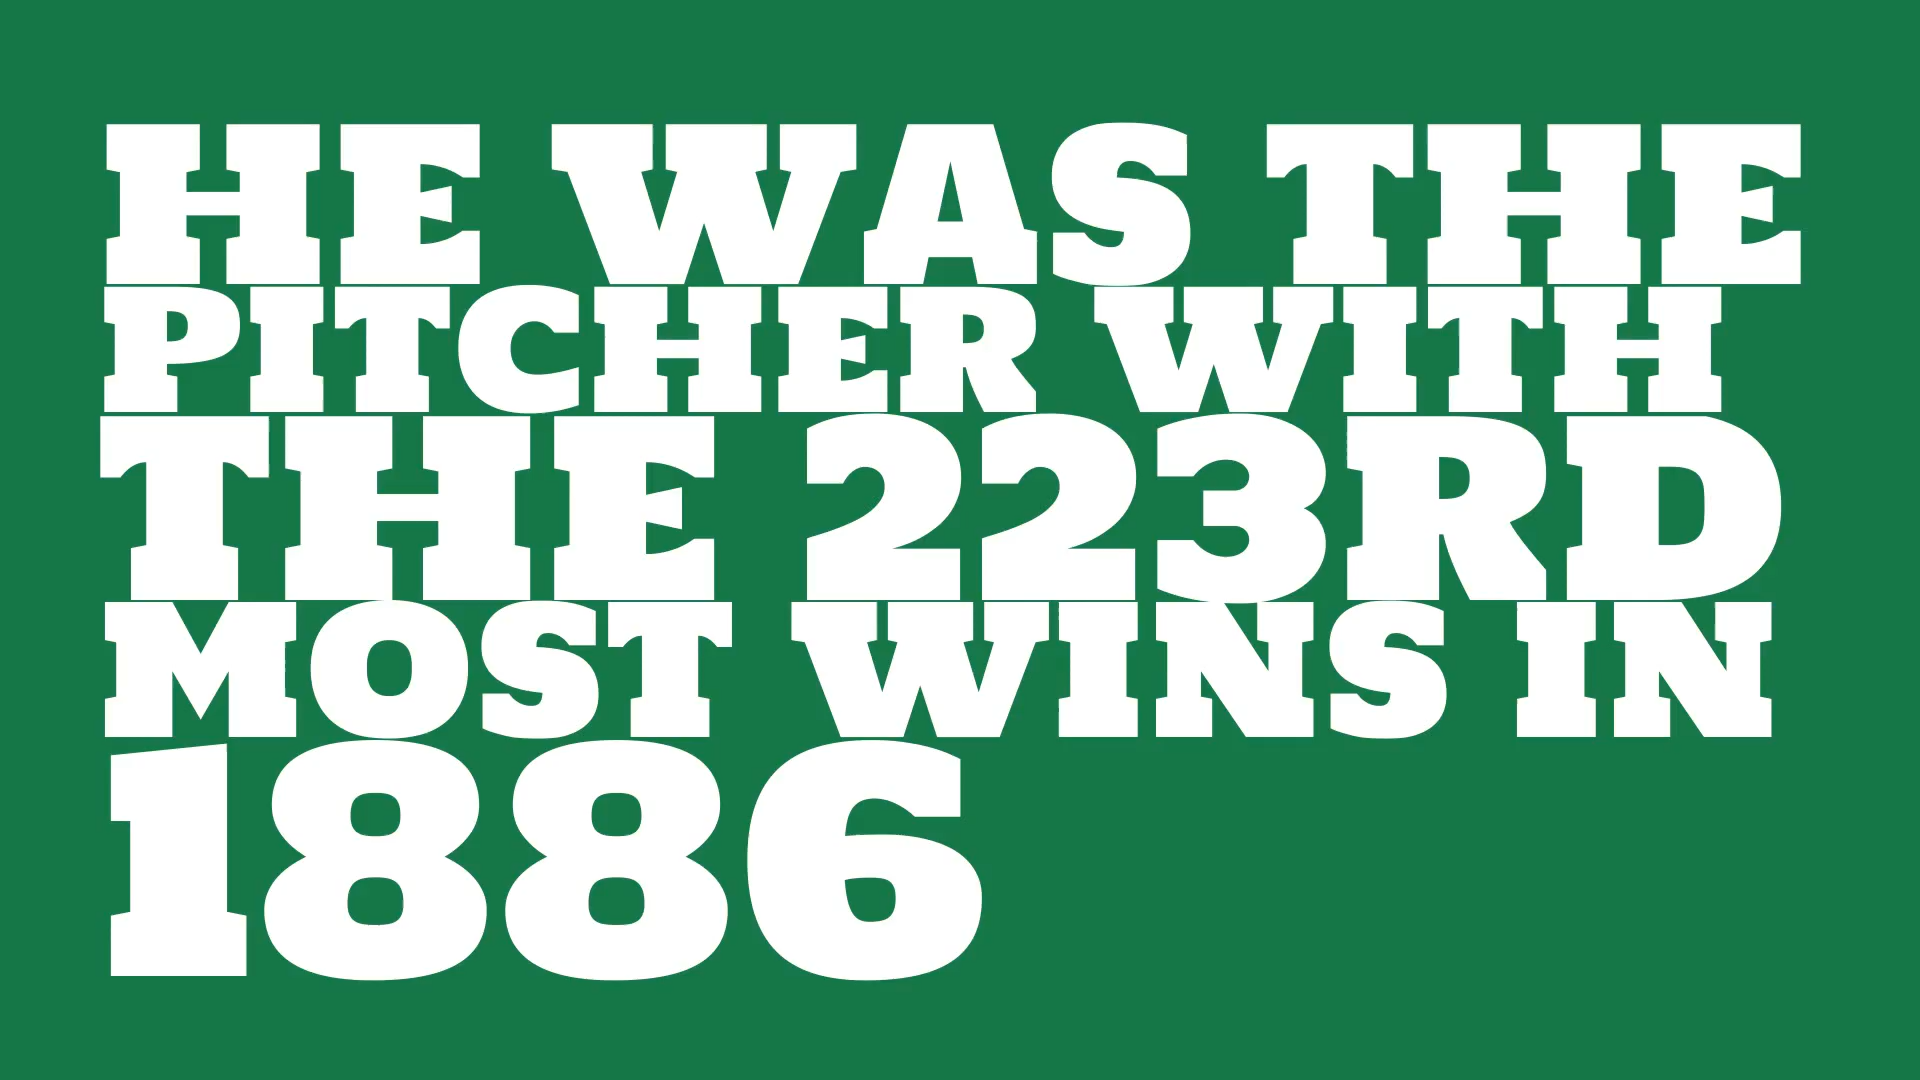 HE WAS THE
PITCHER WITH
THE 223RD
MOST WINS IN
1886